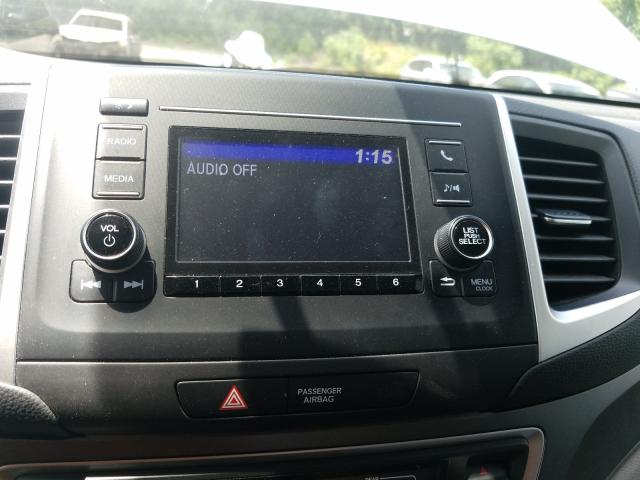 1:15
AUDIO OFF
RADIO
MEDIA
VOL
LIST
PUSH
SELECT
1 2 3 4 5 6
MENU
CLOCK
PASSENGER
AIRBAG
REAR